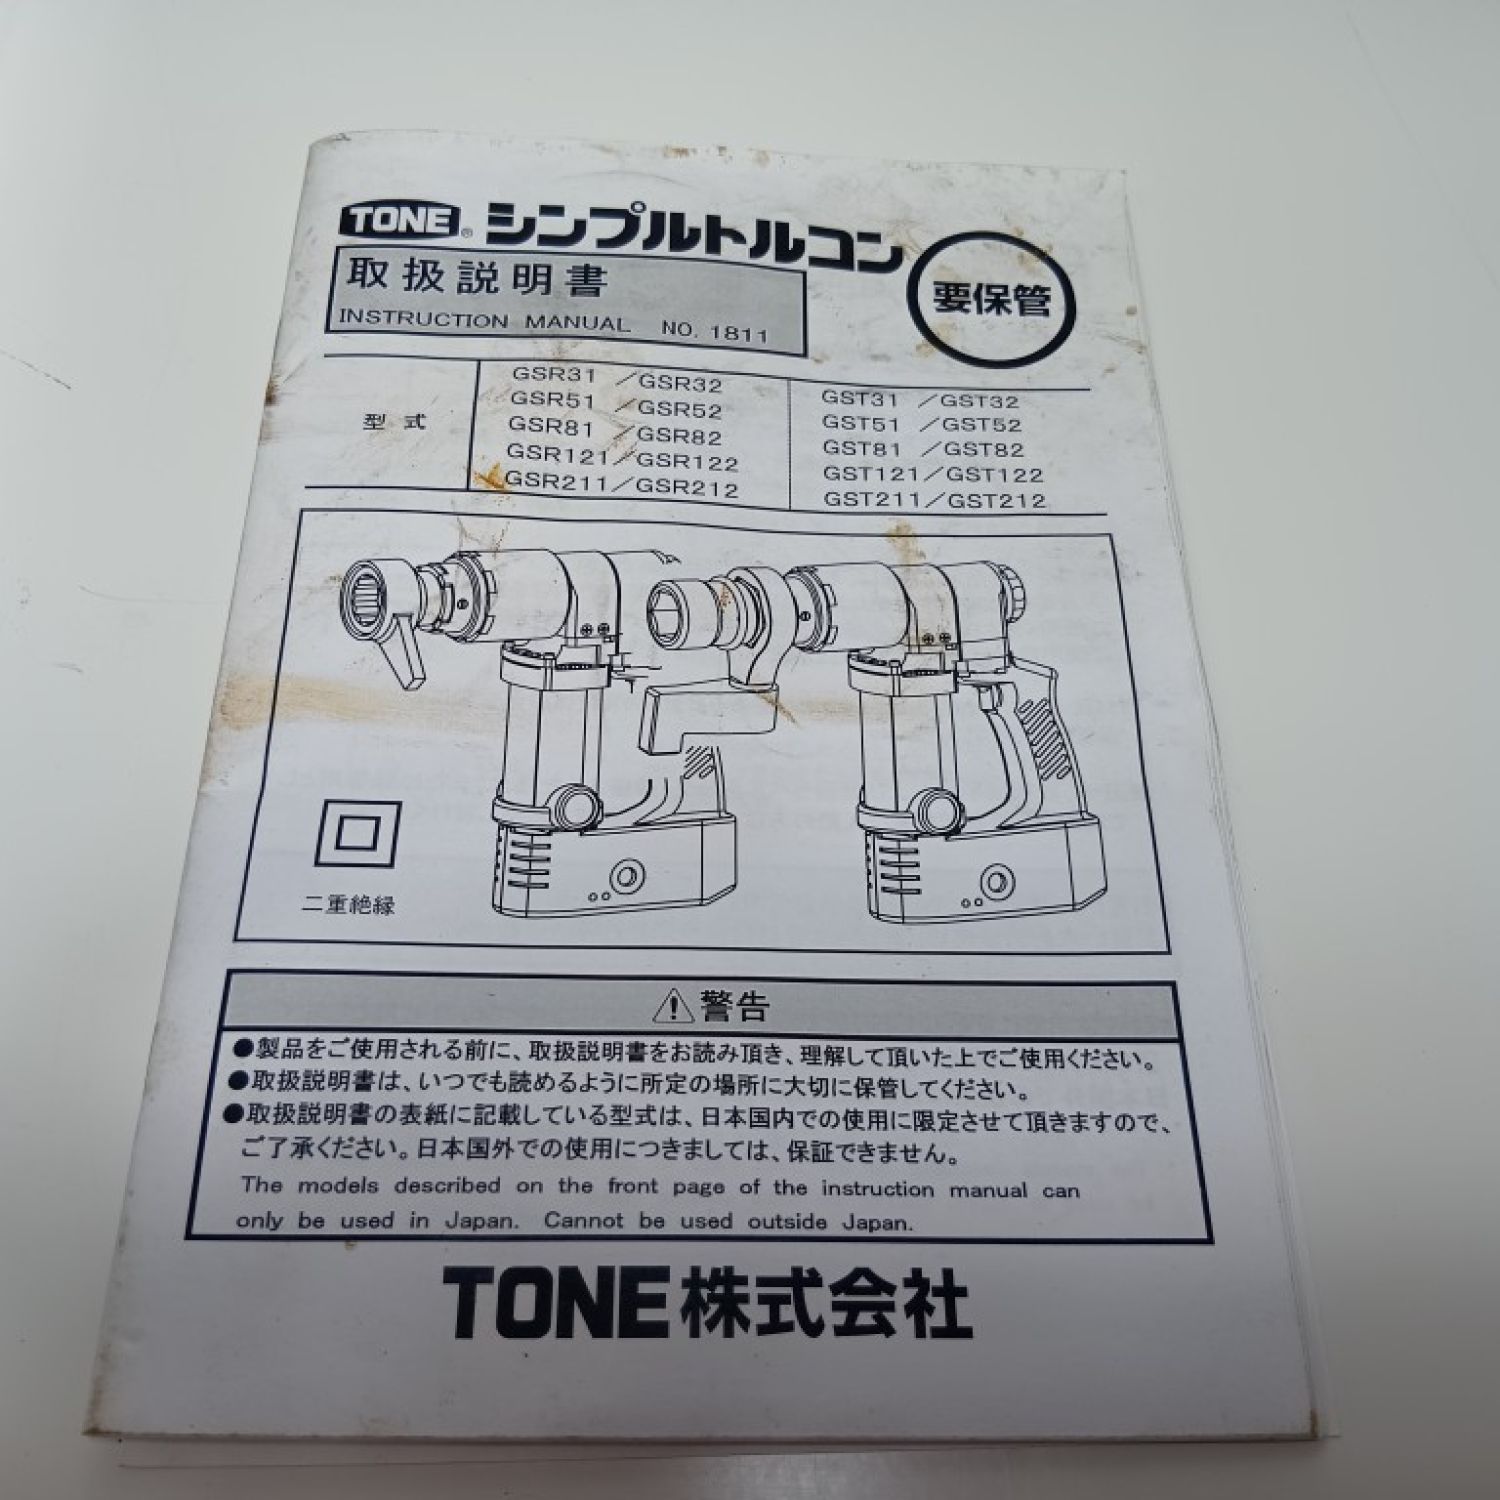 TONE® シンプルトルコン
取扱説明書
INSTRUCTION MANUAL NO. 1811
要保管
型式
GSR31 ／GSR32
GSR51 ／GSR52
GSR81 ／GSR82
GSR121／GSR122
GSR211／GSR212
GST31 ／GST32
GST51 ／GST52
GST81 ／GST82
GST121／GST122
GST211／GST212
二重絶縁
警告
●製品をご使用される前に、取扱説明書をお読み頂き、理解して頂いた上でご使用ください。
●取扱説明書は、いつでも読めるように所定の場所に大切に保管してください。
●取扱説明書の表紙に記載している型式は、日本国内での使用に限定させて頂きますので、
ご了承ください。日本国外での使用につきましては、保証できません。
The models described on the front page of the instruction manual can
only be used in Japan. Cannot be used outside Japan.
TONE株式会社